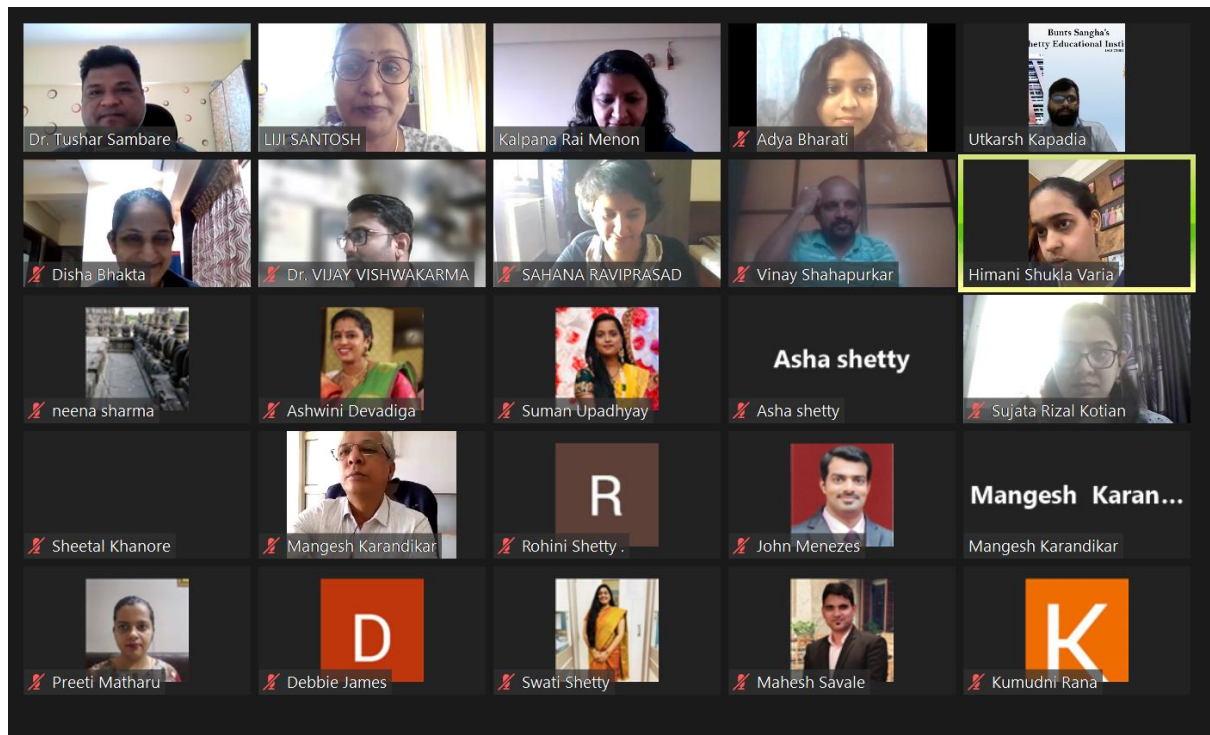 Dr. Tushar Sambare
LIJI SANTOSH
Kalpana Rai Menon
Adya Bharati
Bunts Sangha's
hetty Educational Insti
Utkarsh Kapadia
Disha Bhakta
Dr. VIJAY VISHWAKARMA
SAHANA RAVIPRASAD
Vinay Shahapurkar
Himani Shukla Varia
neena sharma
Ashwini Devadiga
Suman Upadhyay
Asha shetty
Asha shetty
Sujata Rizal Kotian
Sheetal Khanore
Mangesh Karandikar
R
Rohini Shetty .
John Menezes
Mangesh Karan...
Mangesh Karandikar
Preeti Matharu
D
Debbie James
Swati Shetty
Mahesh Savale
K
Kumudni Rana